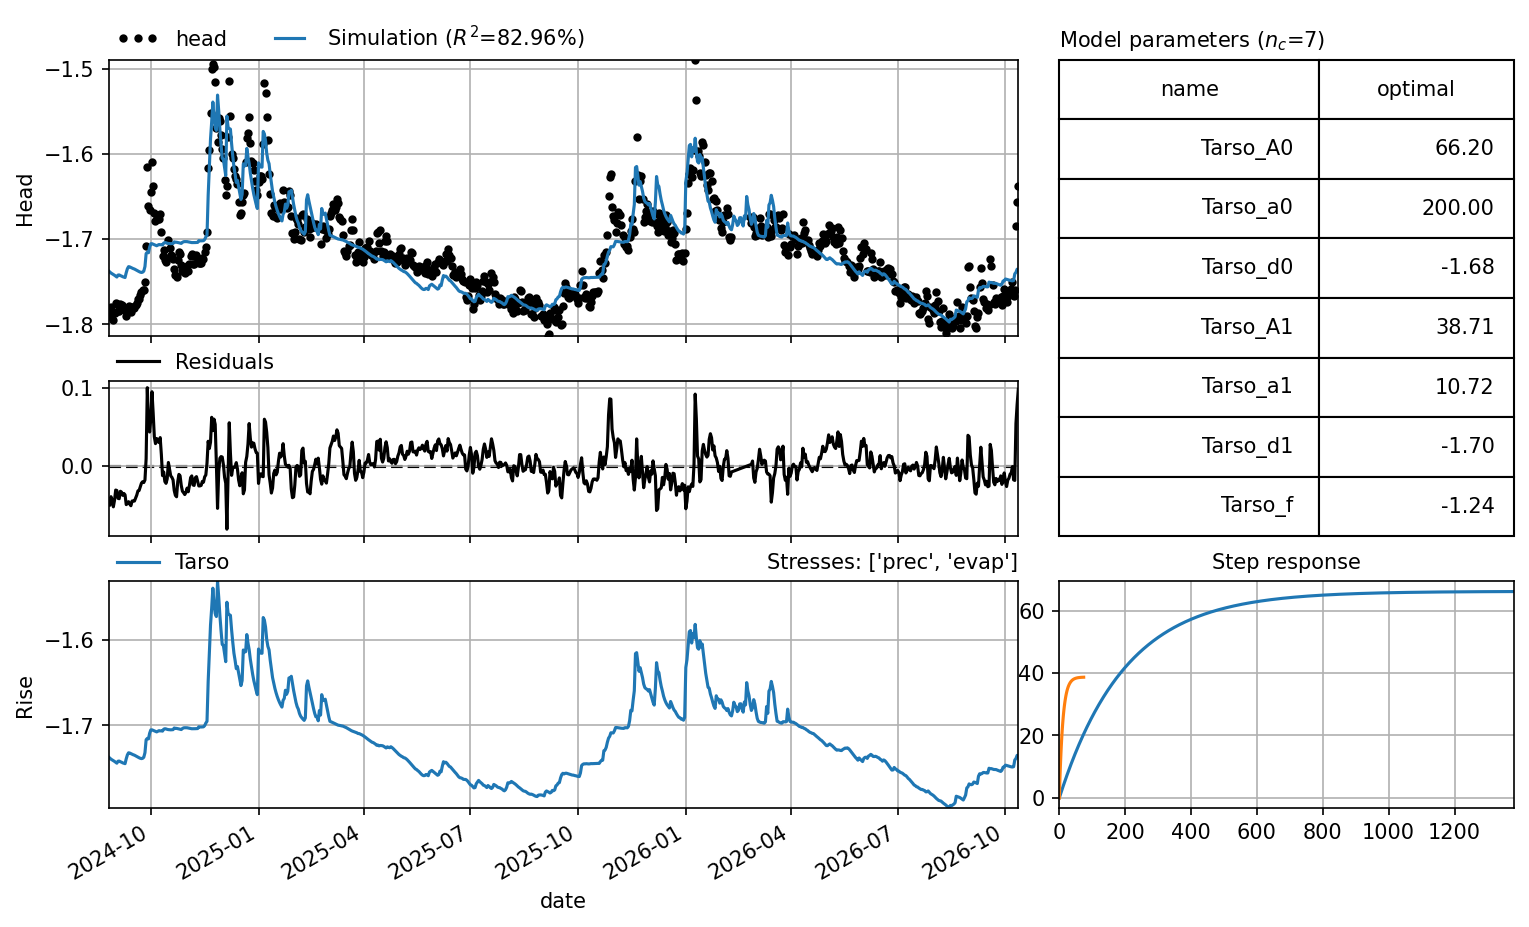 head
Simulation (R²=82.96%)
Model parameters (n_c=7)
−1.5
−1.6
−1.7
−1.8
Head
name optimal
Tarso_A0 66.20
Tarso_a0 200.00
Tarso_d0 -1.68
Tarso_A1 38.71
Tarso_a1 10.72
Tarso_d1 -1.70
Tarso_f -1.24
Residuals
0.1
0.0
Tarso
Stresses: ['prec', 'evap']
−1.6
−1.7
Rise
2024-10 2025-01 2025-04 2025-07 2025-10 2026-01 2026-04 2026-07 2026-10
date
Step response
60
40
20
0
0 200 400 600 800 1000 1200